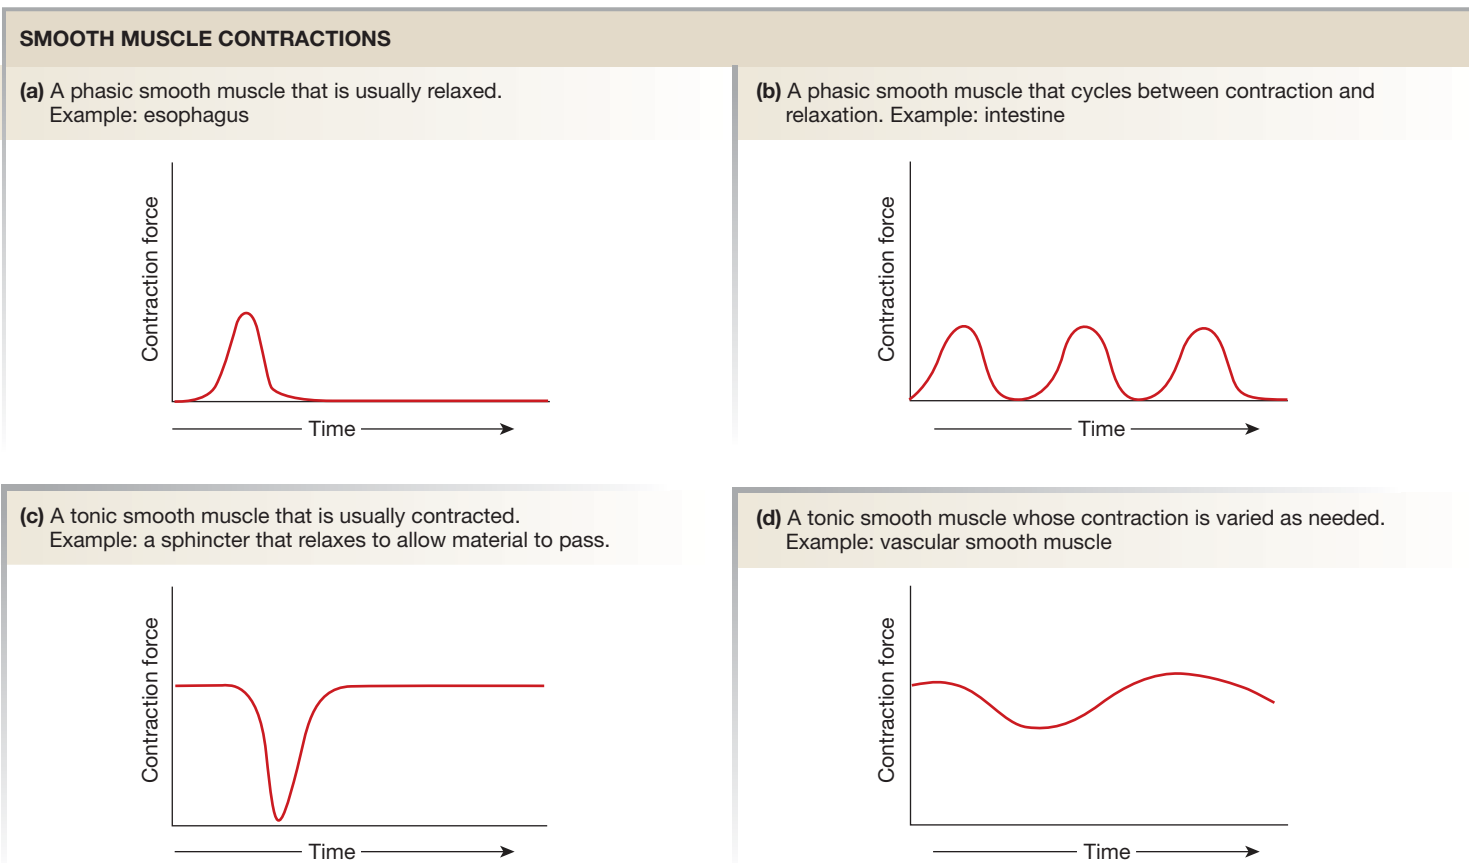 SMOOTH MUSCLE CONTRACTIONS
(a) A phasic smooth muscle that is usually relaxed.
Example: esophagus
Contraction force
Time
(b) A phasic smooth muscle that cycles between contraction and
relaxation. Example: intestine
Contraction force
Time
(c) A tonic smooth muscle that is usually contracted.
Example: a sphincter that relaxes to allow material to pass.
Contraction force
Time
(d) A tonic smooth muscle whose contraction is varied as needed.
Example: vascular smooth muscle
Contraction force
Time